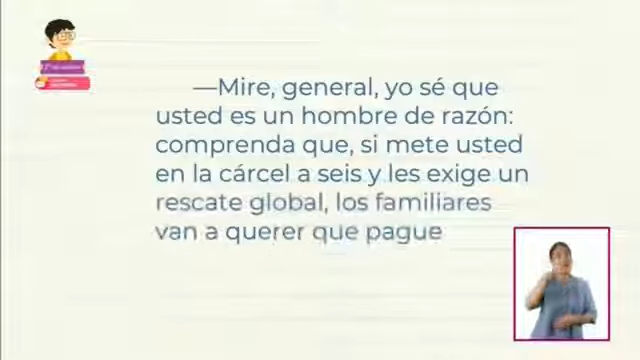 —Mire, general, yo sé que
usted es un hombre de razón:
comprenda que, si mete usted
en la cárcel a seis y les exige un
rescate global, los familiares
van a querer que pague